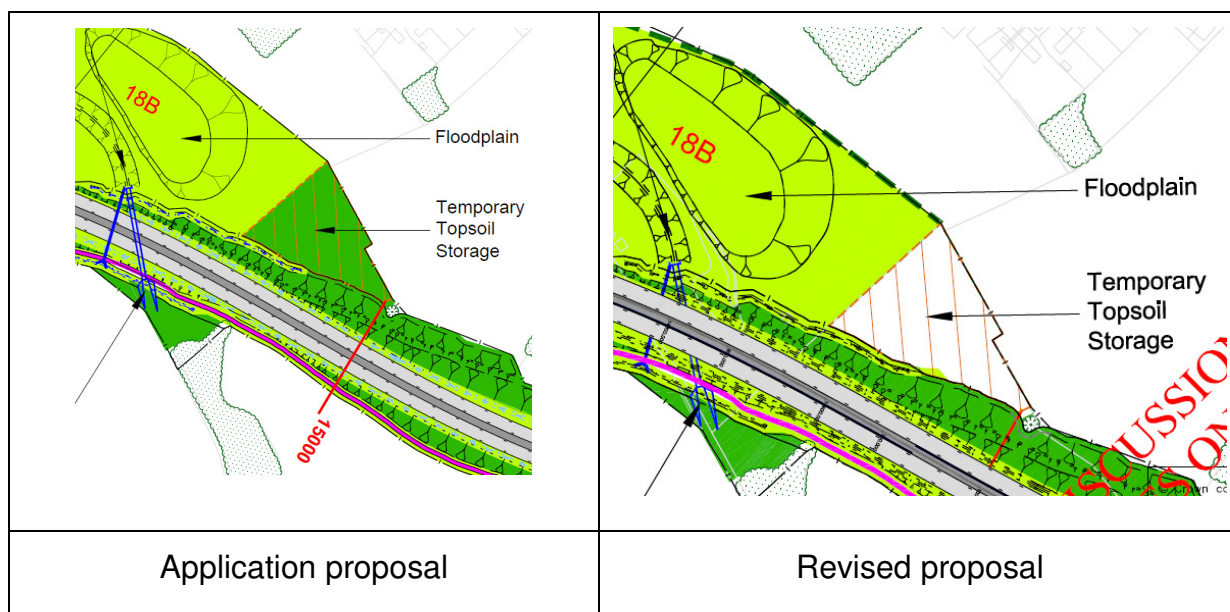 18B
Floodplain
Temporary
Topsoil
Storage
15000
Application proposal
18B
Floodplain
Temporary
Topsoil
Storage
Revised proposal